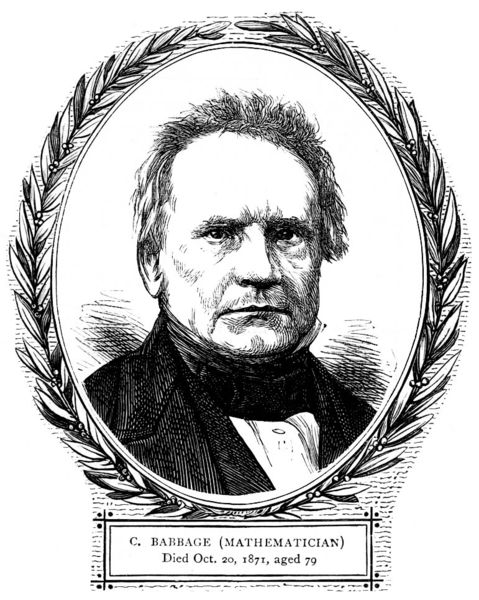 C. BABBAGE (MATHEMATICIAN)
Died Oct. 20, 1871, aged 79